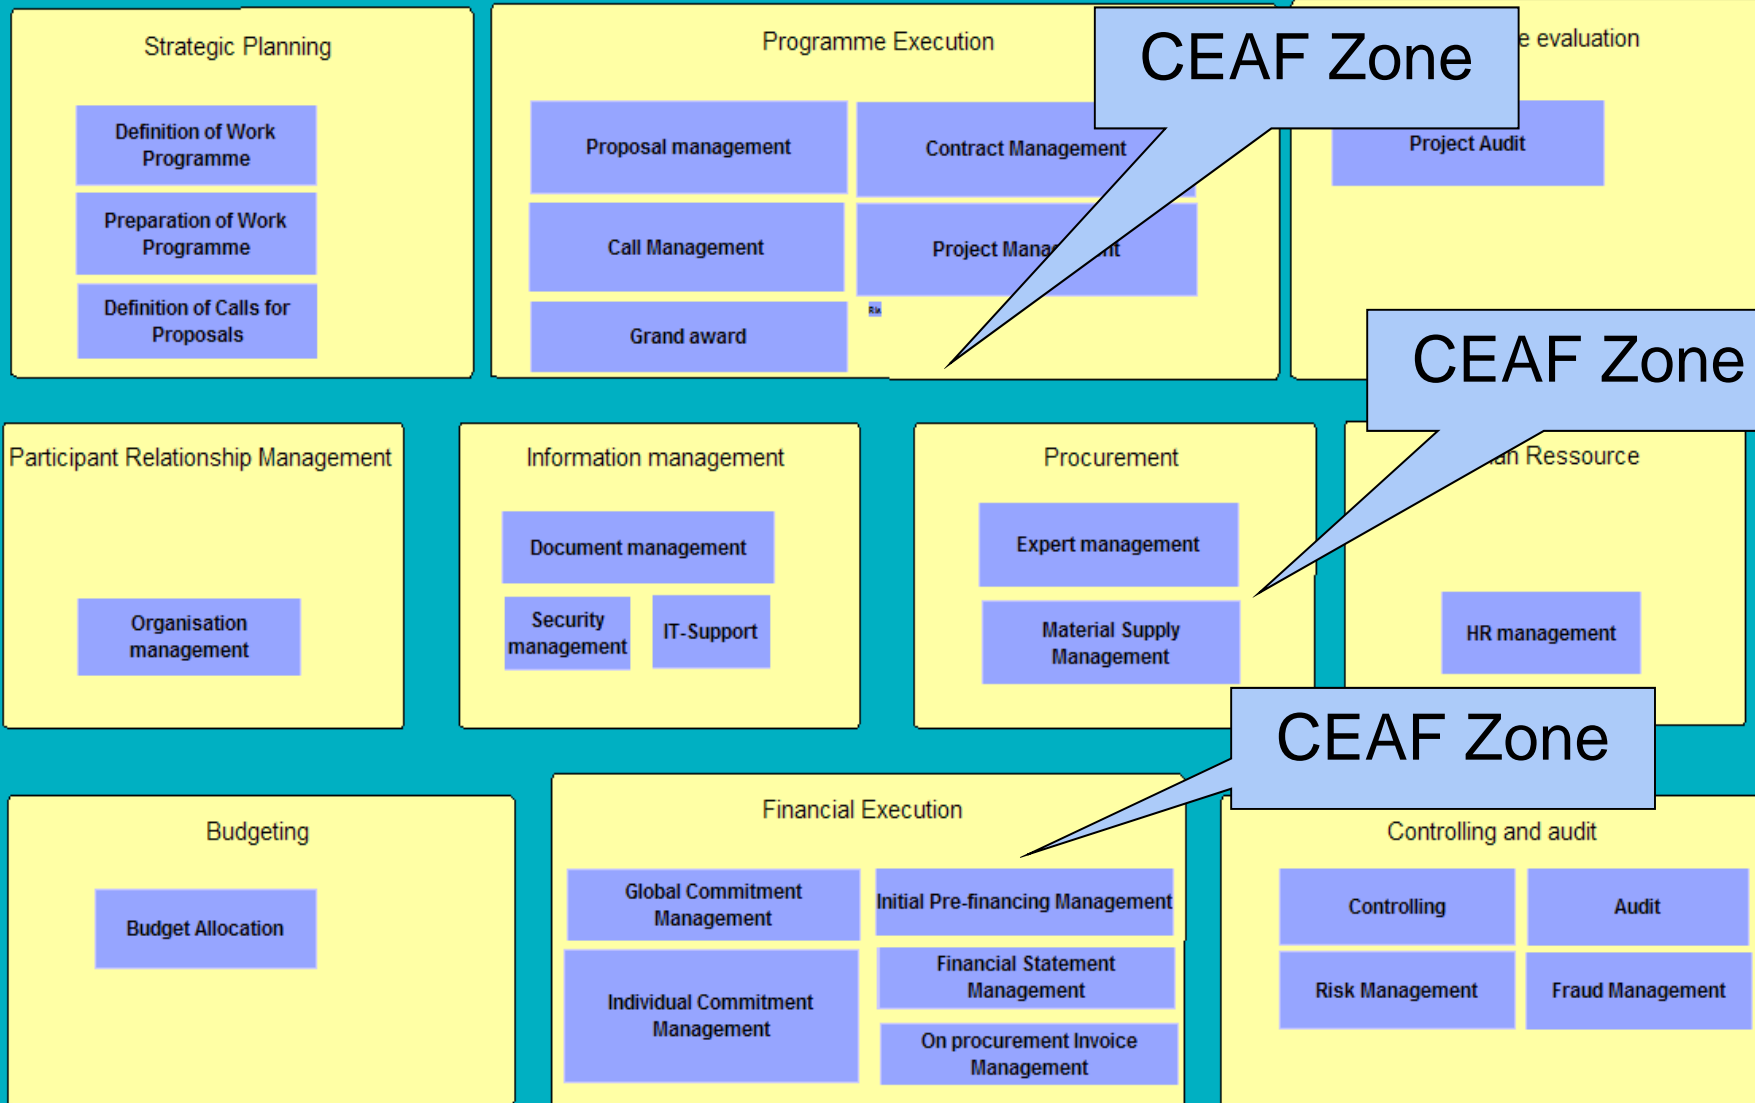 Strategic Planning
Definition of Work
Programme
Preparation of Work
Programme
Definition of Calls for
Proposals
Programme Execution
Proposal management
Contract Management
Call Management
Project
Grand award
CEAF Zone
evaluation
Project Audit
CEAF Zone
Participant Relationship Management
Organisation
management
Information management
Document management
Security
management
IT-Support
Procurement
Expert management
Material Supply
Management
Ressource
HR management
CEAF Zone
Budgeting
Budget Allocation
Financial Execution
Global Commitment
Management
Initial Pre-financing Management
Individual Commitment
Management
Financial Statement
Management
On procurement Invoice
Management
Controlling and audit
Controlling
Audit
Risk Management
Fraud Management